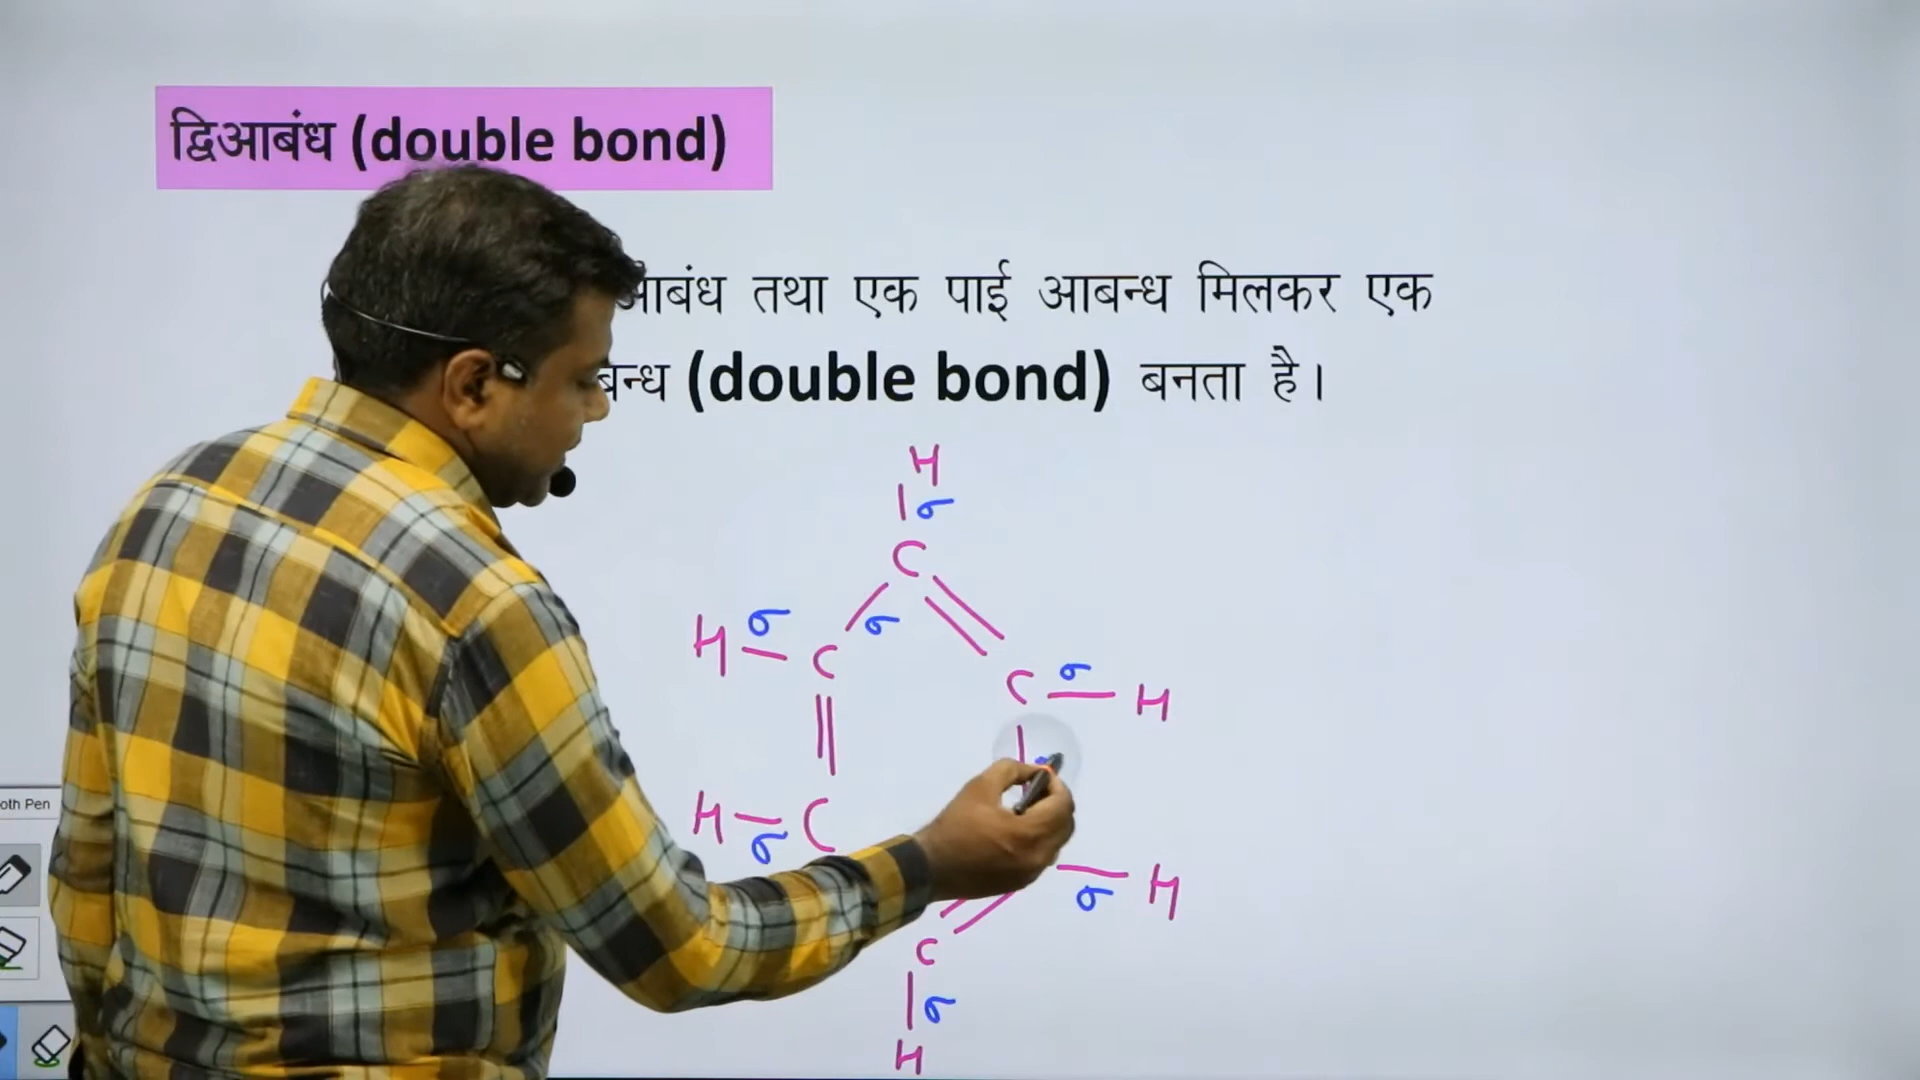 द्विआबंध (double bond)
आबंध तथा एक पाई आबन्ध मिलकर एक
बन्ध (double bond) बनता है।
H
σ
C
H σ C σ
C σ H
H σ C
σ H
C
σ
H
oth Pen